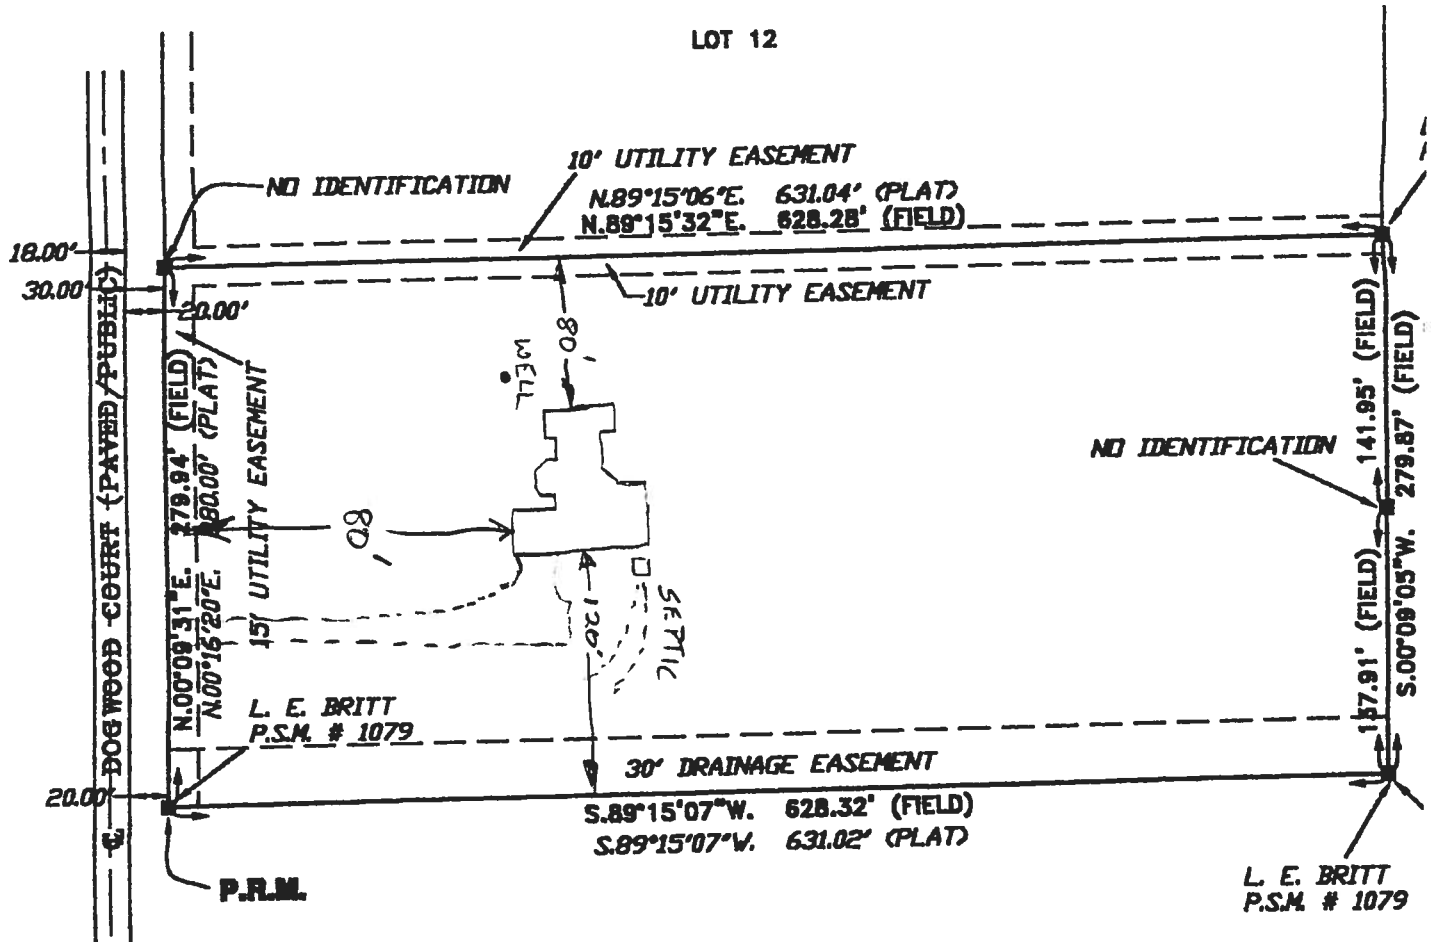 LOT 12
10' UTILITY EASEMENT
NO IDENTIFICATION
N.89°15'06"E. 631.04' (PLAT)
N.89°15'32"E. 628.28' (FIELD)
18.00'
30.00'
20.00'
10' UTILITY EASEMENT
80'
WELL
℄ DOGWOOD COURT (PAVED/PUBLIC)
N.00°09'31"E. 279.94' (FIELD)
N.00°16'20"E. 280.00' (PLAT)
15' UTILITY EASEMENT
80'
120'
SEPTIC
NO IDENTIFICATION
141.95' (FIELD)
137.91' (FIELD)
S.00°09'05"W. 279.87' (FIELD)
L. E. BRITT
P.S.M. # 1079
30' DRAINAGE EASEMENT
20.00'
S.89°15'07"W. 628.32' (FIELD)
S.89°15'07"W. 631.02' (PLAT)
P.R.M.
L. E. BRITT
P.S.M. # 1079